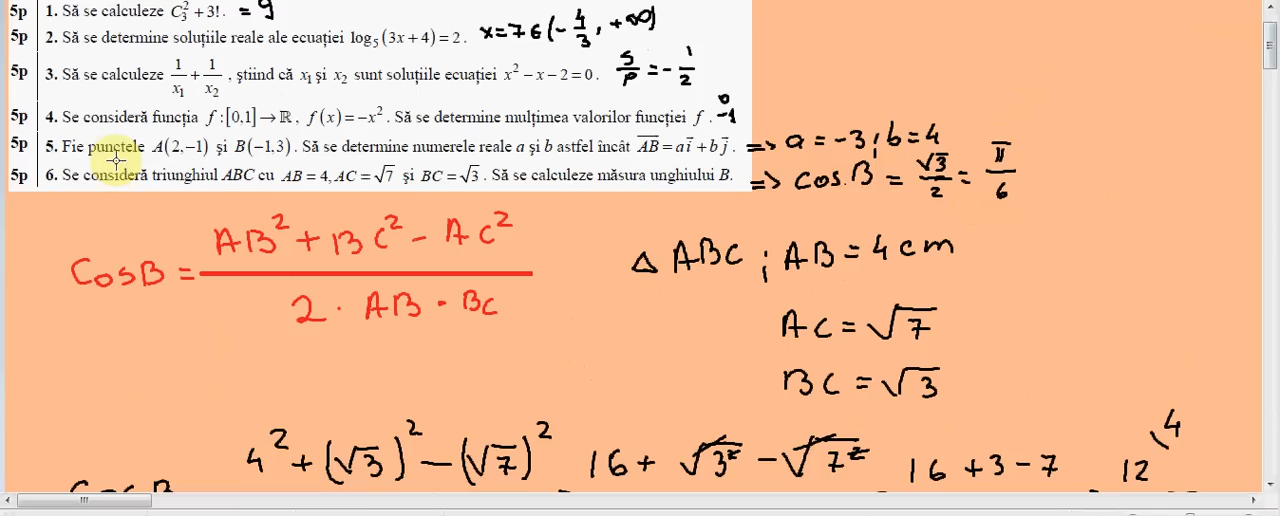 5p 1. Să se calculeze C₃² + 3!. = 9
5p 2. Să se determine soluțiile reale ale ecuației log₅(3x+4) = 2. x=7 ϵ (-4/3, +∞)
5p 3. Să se calculeze 1/x₁ + 1/x₂, știind că x₁ și x₂ sunt soluțiile ecuației x² − x − 2 = 0. S/P = -1/2
5p 4. Se consideră funcția f:[0,1]→ℝ, f(x) = −x². Să se determine mulțimea valorilor funcției f. 0 -1
5p 5. Fie punctele A(2,−1) și B(−1,3). Să se determine numerele reale a și b astfel încât AB = ai + bj. => a = -3; b = 4
5p 6. Se consideră triunghiul ABC cu AB = 4, AC = √7 și BC = √3. Să se calculeze măsura unghiului B. => cos.B = √3/2 = π/6
CosB = (AB² + BC² - AC²) / (2 · AB · BC)
Δ ABC ; AB = 4 cm
AC = √7
BC = √3
4² + (√3)² - (√7)² 16 + √3² - √7² 16 + 3 - 7 12 4